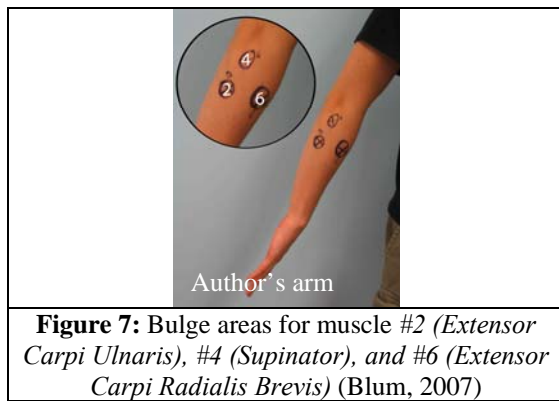 4
2
6
Author's arm
Figure 7: Bulge areas for muscle #2 (Extensor
Carpi Ulnaris), #4 (Supinator), and #6 (Extensor
Carpi Radialis Brevis) (Blum, 2007)